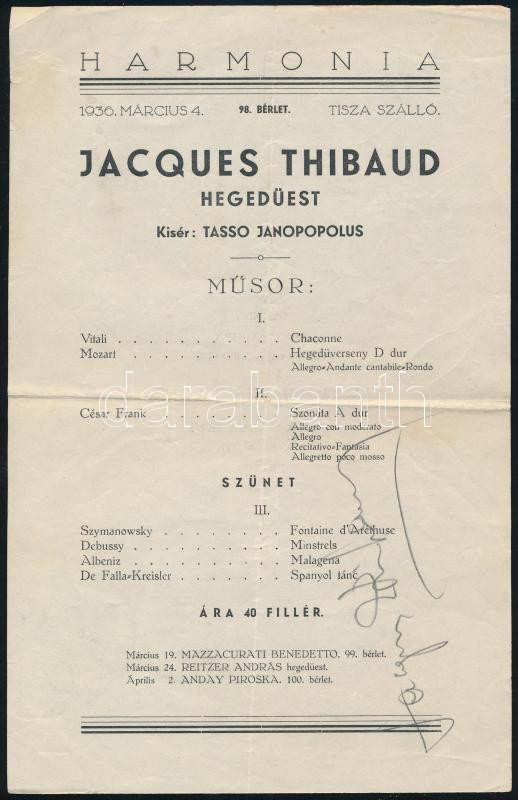 HARMONIA
1936. MÁRCIUS 4. 98. BÉRLET. TISZA SZÁLLÓ.
JACQUES THIBAUD
HEGEDÜEST
Kisér: TASSO JANOPOPOLUS
MŰSOR:
I.
Vitali . . . . . . . . . . . Chaconne
Mozart . . . . . . . . . . . Hegedüverseny D dur
Allegro-Andante cantabile-Rondo
II.
César Frank . . . . . . . Szonáta A dur
Allegro con moderato
Allegro
Recitativo-Fantasia
Allegretto poco mosso
SZÜNET
III.
Szymanowsky . . . . . . . . Fontaine d'Aréthuse
Debussy . . . . . . . . . . Minstrels
Albeniz . . . . . . . . . . Malagena
De Falla-Kreisler . . . . . . . Spanyol tánc
ÁRA 40 FILLÉR.
Március 19. MAZZACURATI BENEDETTO, 99. bérlet.
Március 24. REITZER ANDRÁS hegedüest.
Április 2. ANDAY PIROSKA, 100. bérlet.
darabanth